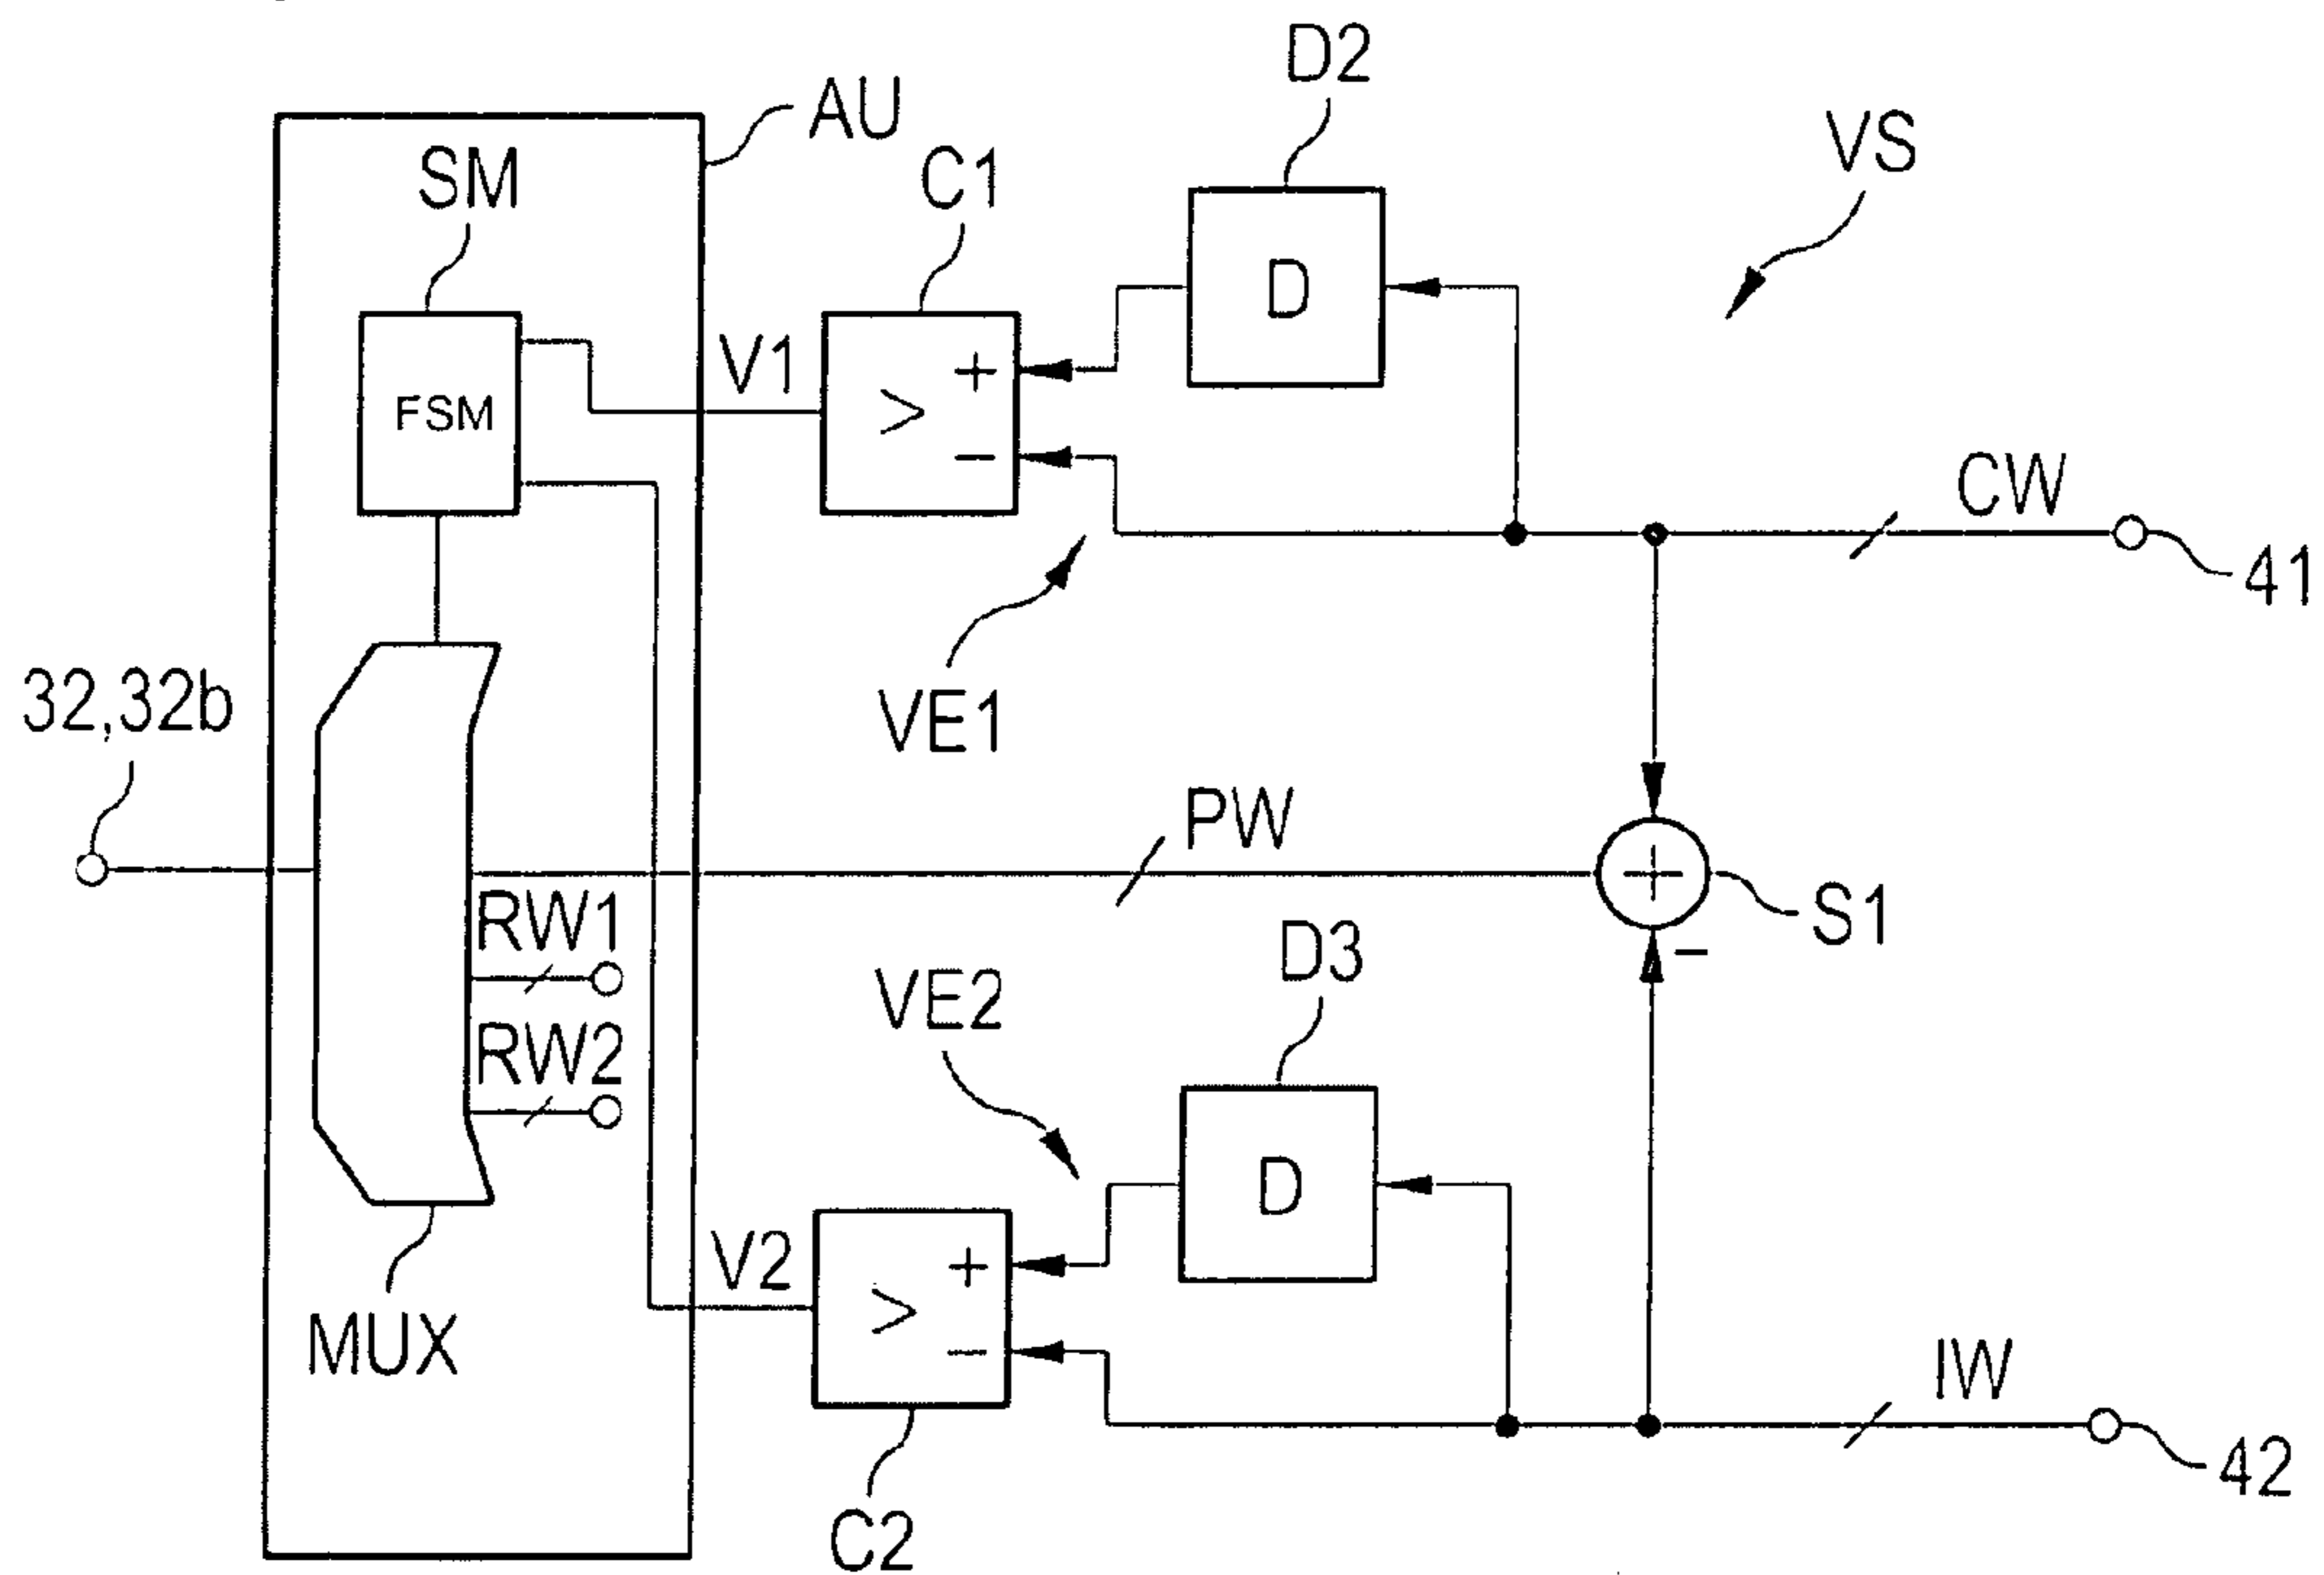 D2
AU
VS
SM
C1
D
V1
+
>
FSM
−
CW
41
32,32b
VE1
PW
+
S1
RW1
−
D3
VE2
RW2
D
V2
+
>
−
MUX
IW
42
C2